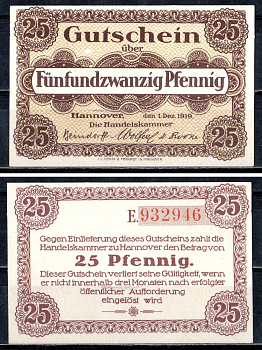 25 Gutschein 25
über
Fünfundzwanzig Pfennig
Hannover, den 1. Dez. 1919.
Die Handelskammer
25 25
25 25
E. 932946
Gegen Einlieferung dieses Gutscheins zahlt die
Handelskammer zu Hannover den Betrag von
25 Pfennig.
Dieser Gutschein verliert seine Gültigkeit, wenn
er nicht innerhalb drei Monaten nach erfolgter
öffentlicher Aufforderung
eingelöst wird
25 25